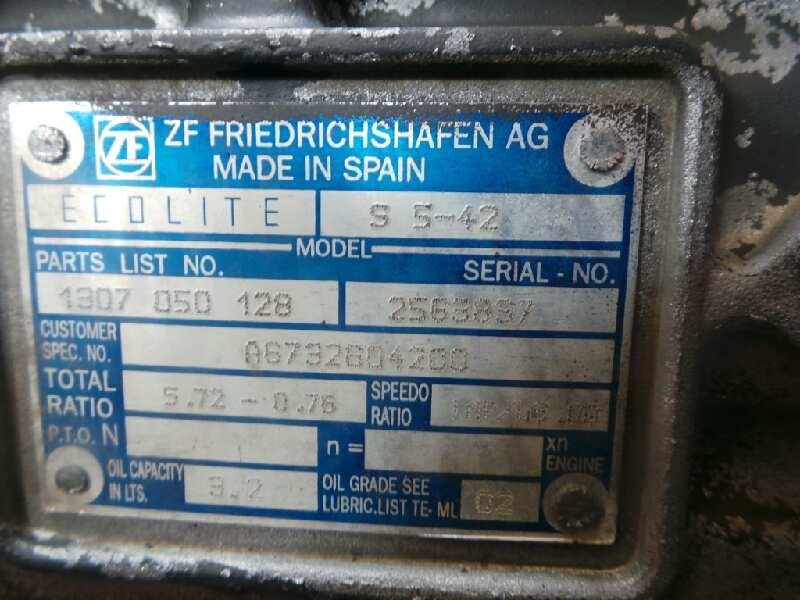 ZF ZF FRIEDRICHSHAFEN AG
MADE IN SPAIN
ECOLITE S 5-42
MODEL
PARTS LIST NO. SERIAL - NO.
1307 050 128
CUSTOMER
SPEC. NO.
TOTAL RATIO 5.72 - 0.76 SPEEDO RATIO
P.T.O. N n = xn ENGINE
OIL CAPACITY IN LTS. 3.2 OIL GRADE SEE
LUBRIC.LIST TE- ML 02